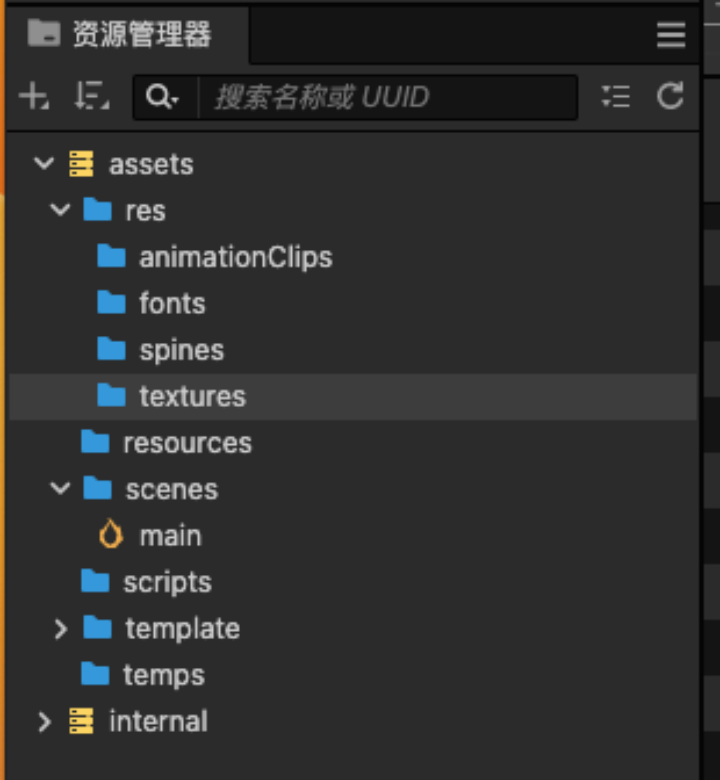 资源管理器
搜索名称或 UUID
assets
res
animationClips
fonts
spines
textures
resources
scenes
main
scripts
template
temps
internal